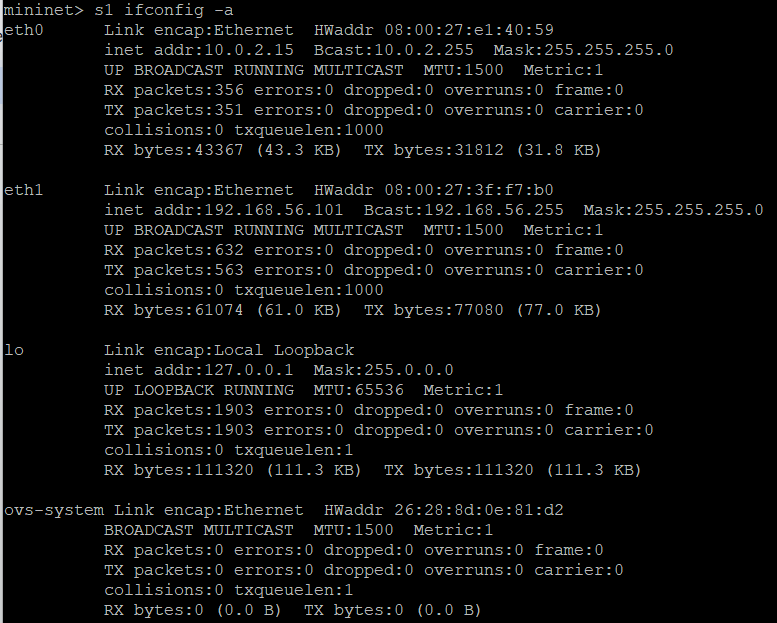 mininet> s1 ifconfig -a
eth0      Link encap:Ethernet  HWaddr 08:00:27:e1:40:59
          inet addr:10.0.2.15  Bcast:10.0.2.255  Mask:255.255.255.0
          UP BROADCAST RUNNING MULTICAST  MTU:1500  Metric:1
          RX packets:356 errors:0 dropped:0 overruns:0 frame:0
          TX packets:351 errors:0 dropped:0 overruns:0 carrier:0
          collisions:0 txqueuelen:1000
          RX bytes:43367 (43.3 KB)  TX bytes:31812 (31.8 KB)

eth1      Link encap:Ethernet  HWaddr 08:00:27:3f:f7:b0
          inet addr:192.168.56.101  Bcast:192.168.56.255  Mask:255.255.255.0
          UP BROADCAST RUNNING MULTICAST  MTU:1500  Metric:1
          RX packets:632 errors:0 dropped:0 overruns:0 frame:0
          TX packets:563 errors:0 dropped:0 overruns:0 carrier:0
          collisions:0 txqueuelen:1000
          RX bytes:61074 (61.0 KB)  TX bytes:77080 (77.0 KB)

lo        Link encap:Local Loopback
          inet addr:127.0.0.1  Mask:255.0.0.0
          UP LOOPBACK RUNNING  MTU:65536  Metric:1
          RX packets:1903 errors:0 dropped:0 overruns:0 frame:0
          TX packets:1903 errors:0 dropped:0 overruns:0 carrier:0
          collisions:0 txqueuelen:1
          RX bytes:111320 (111.3 KB)  TX bytes:111320 (111.3 KB)

ovs-system Link encap:Ethernet  HWaddr 26:28:8d:0e:81:d2
          BROADCAST MULTICAST  MTU:1500  Metric:1
          RX packets:0 errors:0 dropped:0 overruns:0 frame:0
          TX packets:0 errors:0 dropped:0 overruns:0 carrier:0
          collisions:0 txqueuelen:1
          RX bytes:0 (0.0 B)  TX bytes:0 (0.0 B)